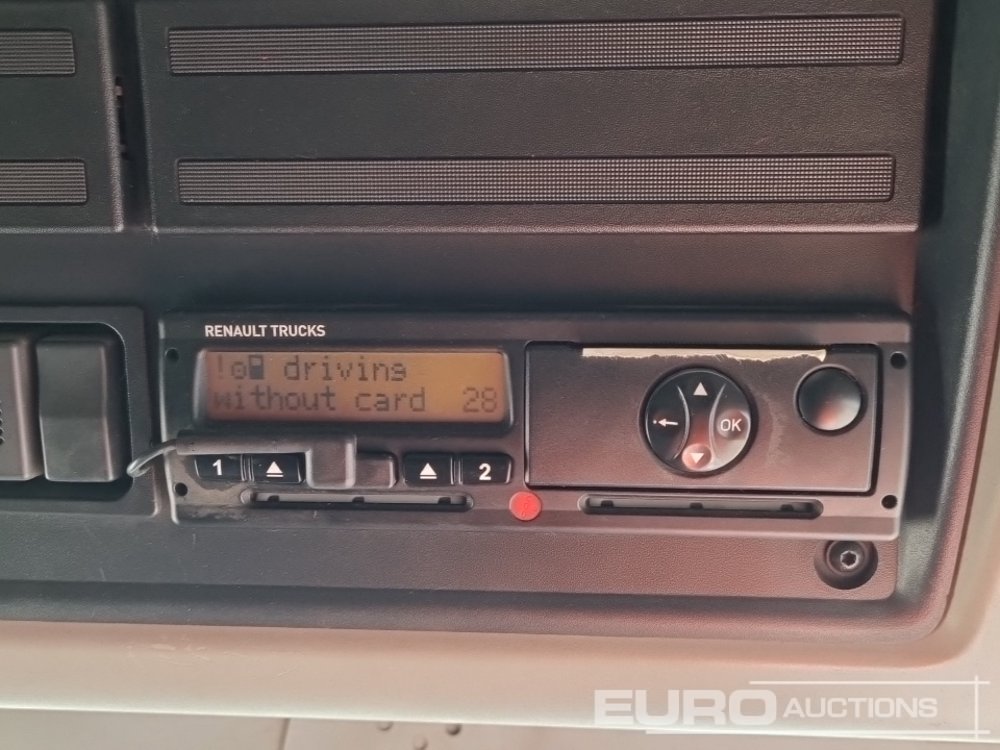 RENAULT TRUCKS
! driving
without card 28
1 2
OK
EURO AUCTIONS